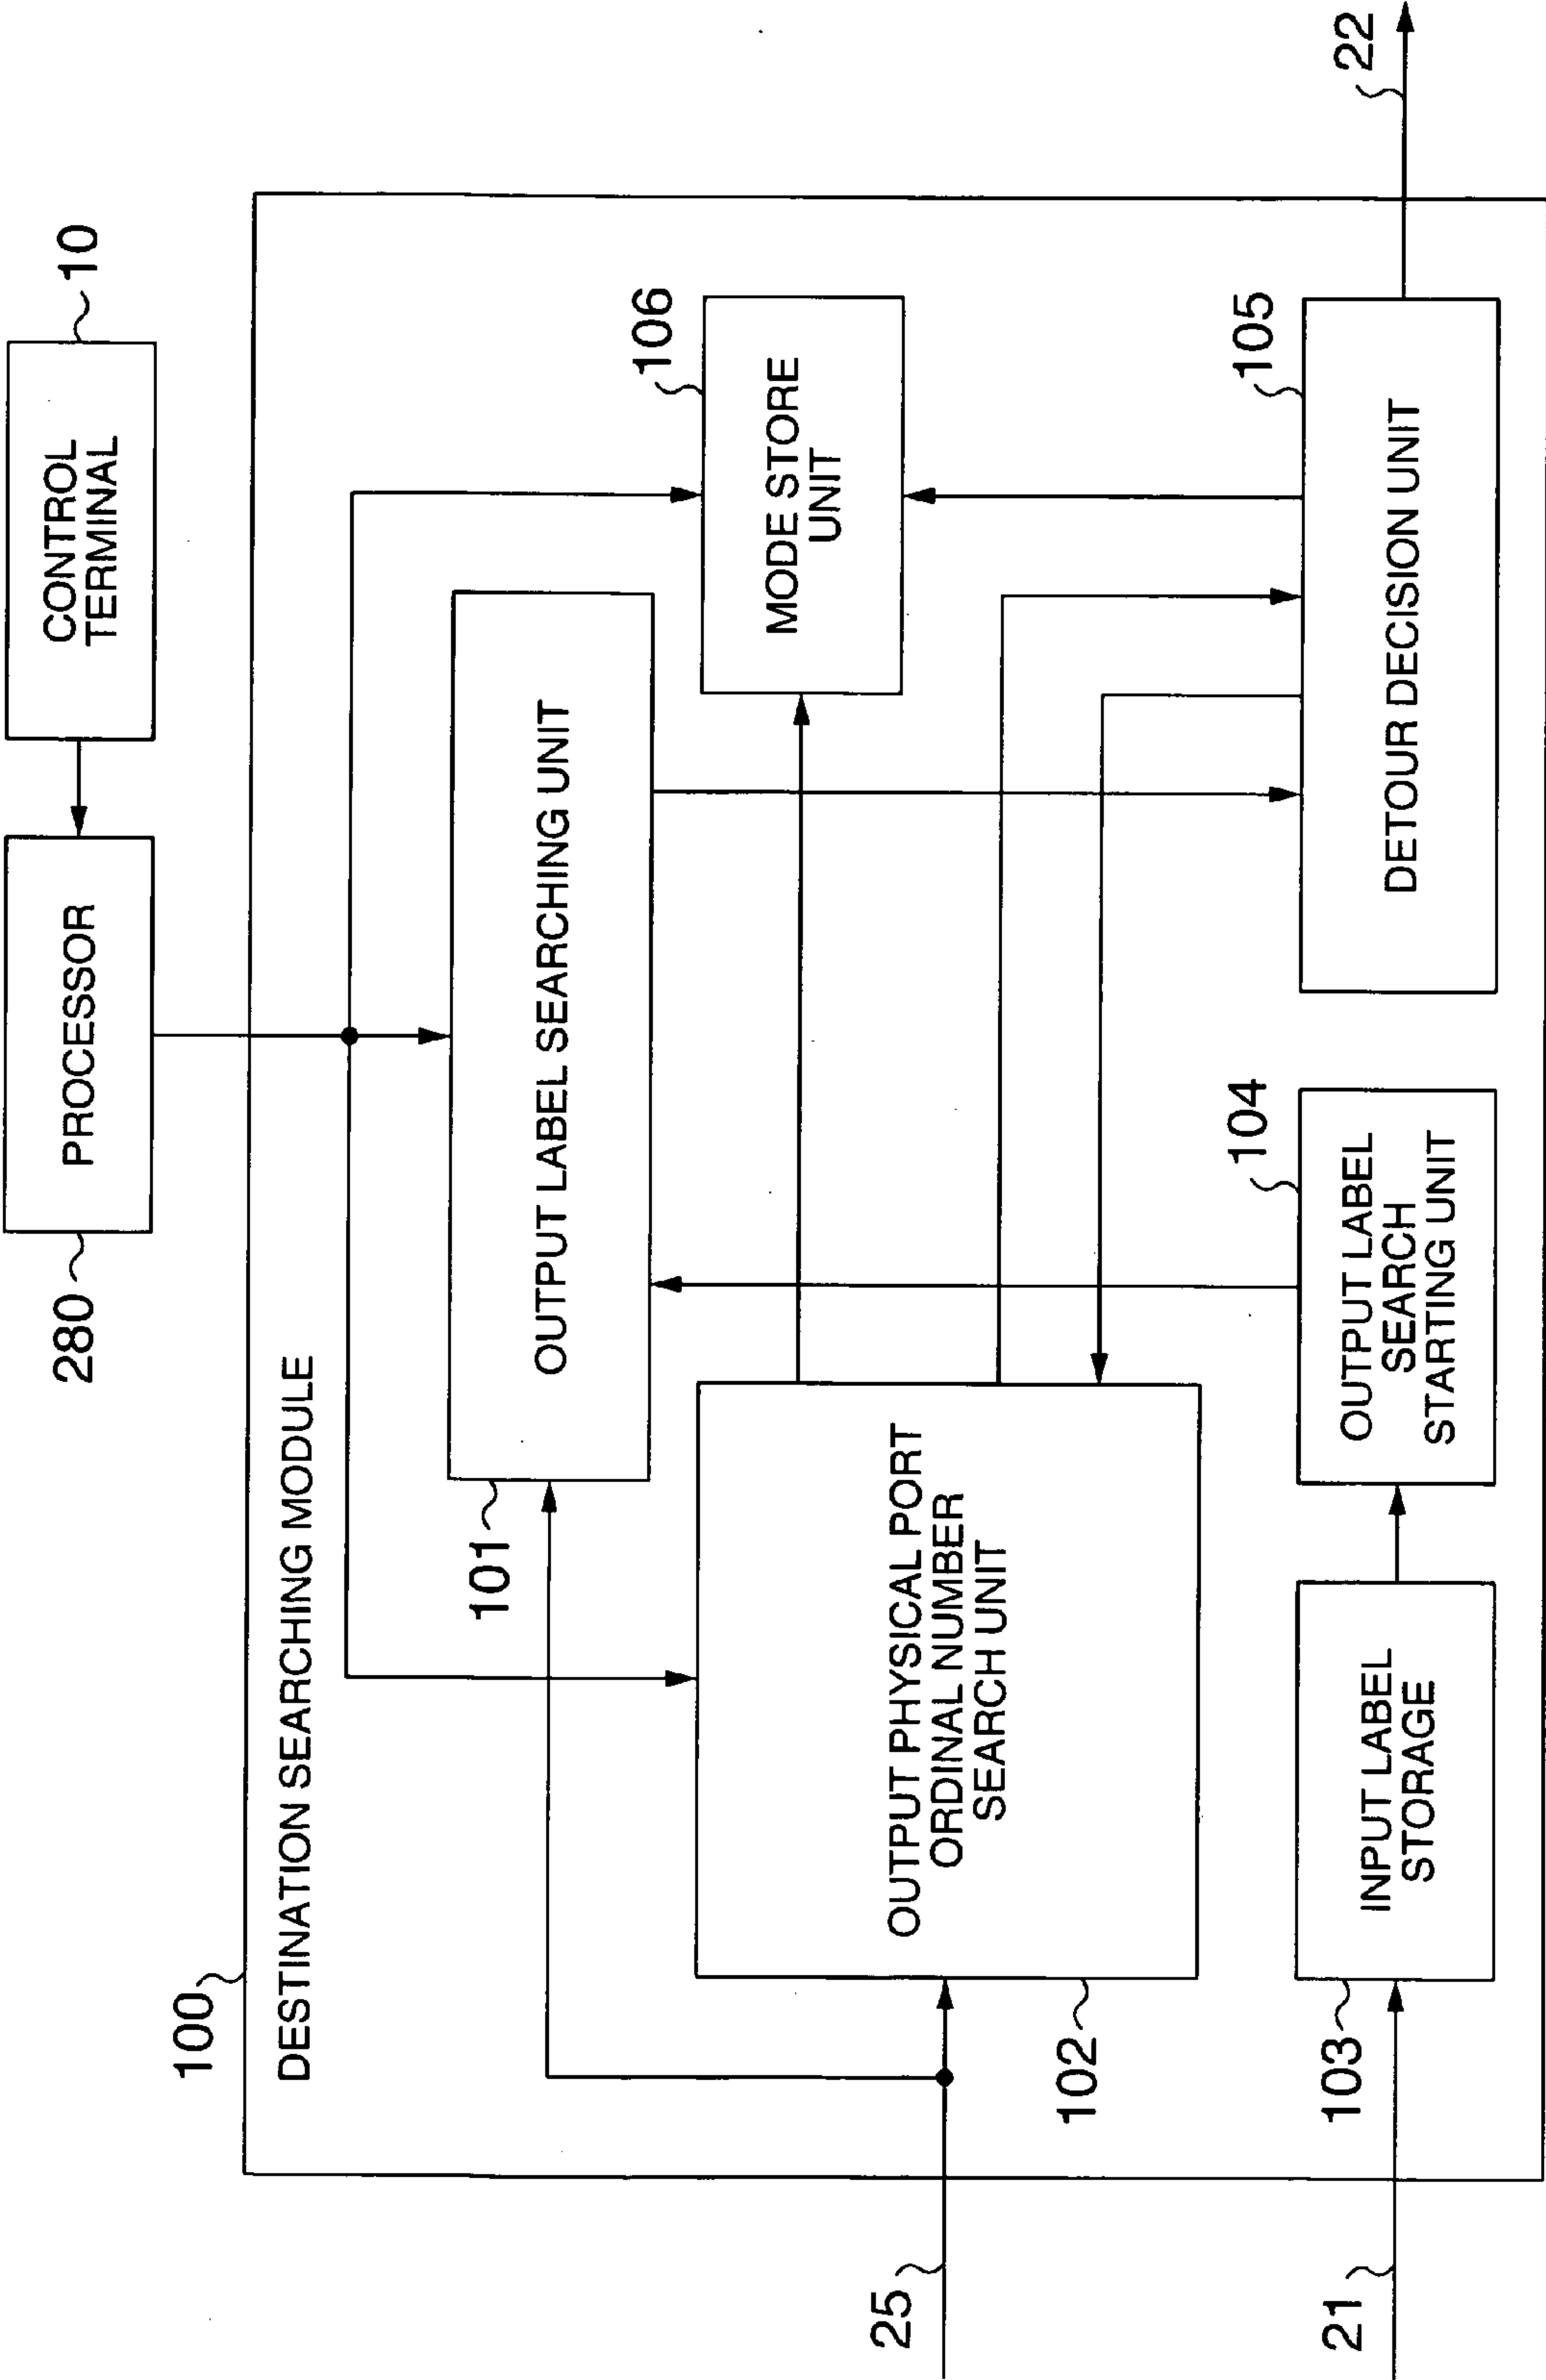 CONTROL
TERMINAL
10
PROCESSOR
280
100
DESTINATION SEARCHING MODULE
101
OUTPUT LABEL SEARCHING UNIT
106
MODE STORE
UNIT
OUTPUT PHYSICAL PORT
ORDINAL NUMBER
SEARCH UNIT
102
25
103
INPUT LABEL
STORAGE
21
104
OUTPUT LABEL
SEARCH
STARTING UNIT
105
DETOUR DECISION UNIT
22